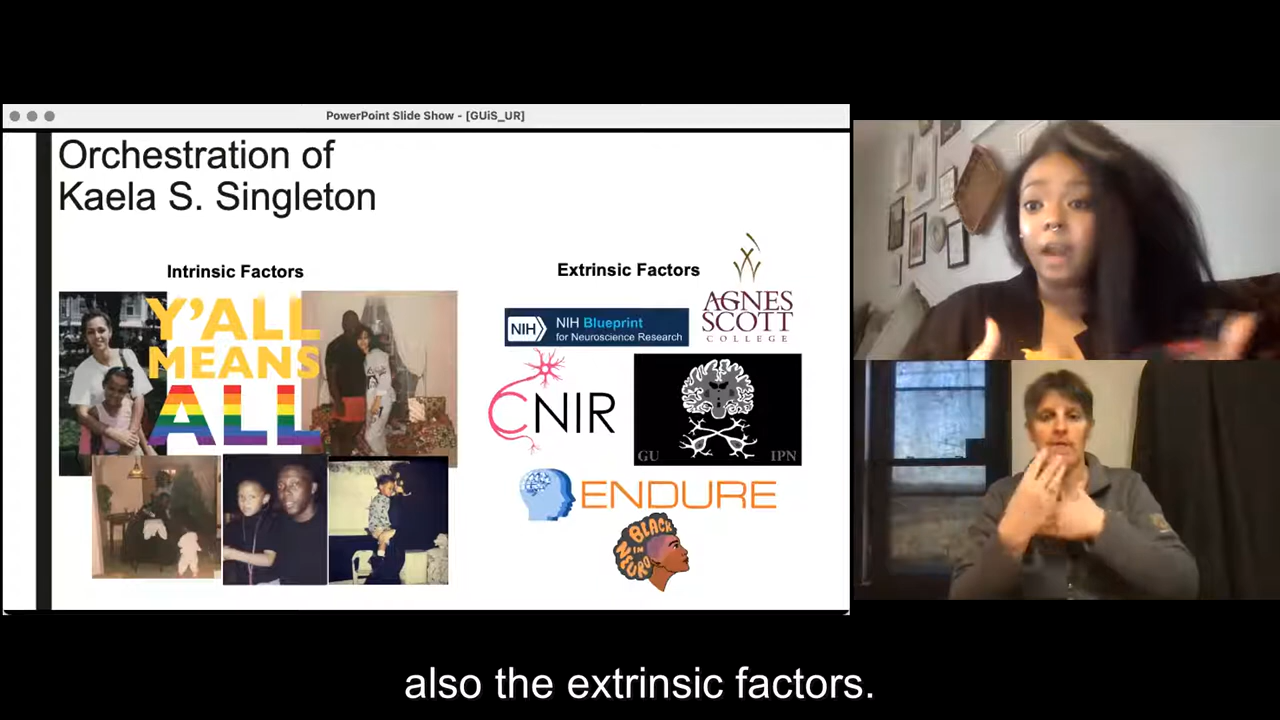 PowerPoint Slide Show - [GUiS_UR]
Orchestration of
Kaela S. Singleton
Intrinsic Factors
Extrinsic Factors
Y'ALL
MEANS
ALL
AGNES
SCOTT
COLLEGE
NIH
NIH Blueprint
for Neuroscience Research
CNIR
GU
IPN
ENDURE
BLACK
IN
NEURO
also the extrinsic factors.